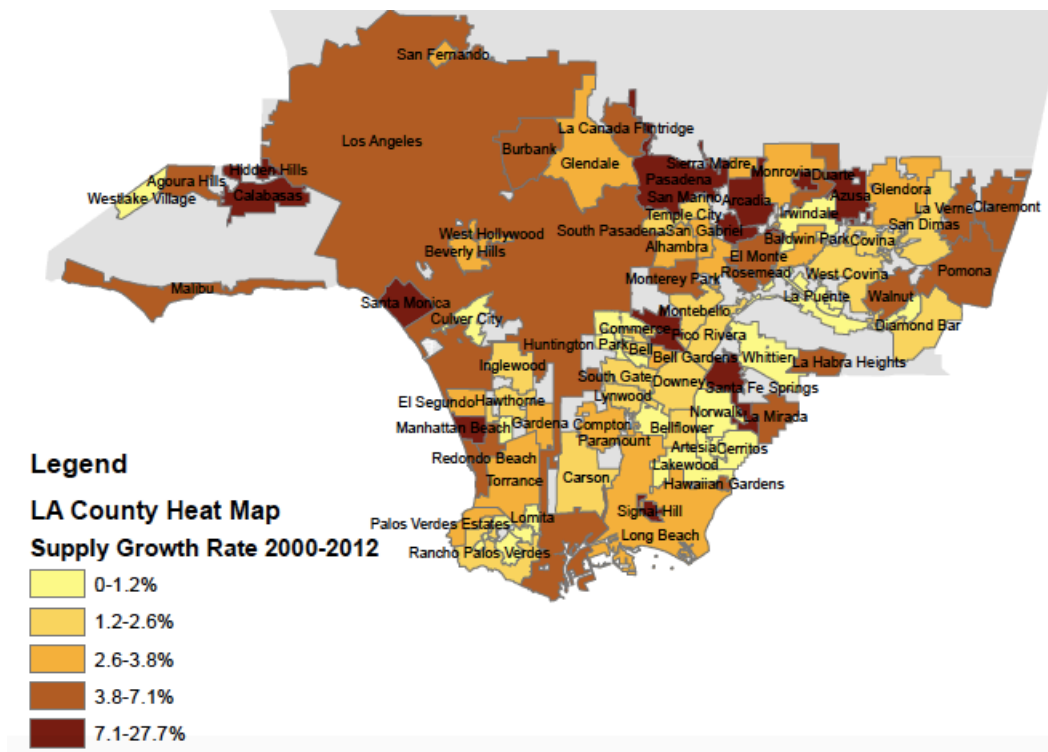 San Fernando
La Canada Flintridge
Los Angeles
Burbank
Glendale
Sierra Madre
Monrovia
Duarte
Hidden Hills
Agoura Hills
Pasadena
Azusa
Glendora
Westlake Village
Calabasas
San Marino
Arcadia
La Verne
Claremont
Temple City
Irwindale
San Dimas
West Hollywood
South Pasadena
San Gabriel
Beverly Hills
Alhambra
Baldwin Park
Covina
El Monte
Monterey Park
Rosemead
West Covina
Pomona
Malibu
La Puente
Walnut
Santa Monica
Culver City
Montebello
Commerce
Pico Rivera
Diamond Bar
Huntington Park
Bell
Bell Gardens
Whittier
La Habra Heights
Inglewood
South Gate
Downey
Santa Fe Springs
Lynwood
El Segundo
Hawthorne
Norwalk
La Mirada
Manhattan Beach
Gardena
Compton
Bellflower
Paramount
Artesia
Cerritos
Redondo Beach
Lakewood
Torrance
Carson
Hawaiian Gardens
Signal Hill
Palos Verdes Estates
Lomita
Long Beach
Rancho Palos Verdes
Legend
LA County Heat Map
Supply Growth Rate 2000-2012
0-1.2%
1.2-2.6%
2.6-3.8%
3.8-7.1%
7.1-27.7%